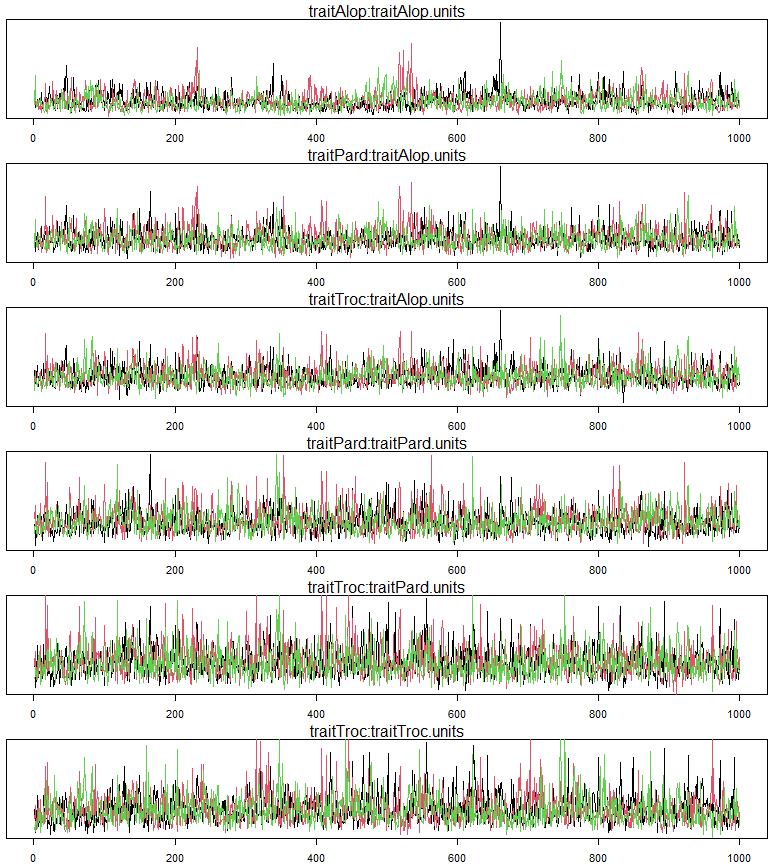 traitAlop:traitAlop.units
0 200 400 600 800 1000
traitPard:traitAlop.units
0 200 400 600 800 1000
traitTroc:traitAlop.units
0 200 400 600 800 1000
traitPard:traitPard.units
0 200 400 600 800 1000
traitTroc:traitPard.units
0 200 400 600 800 1000
traitTroc:traitTroc.units
0 200 400 600 800 1000